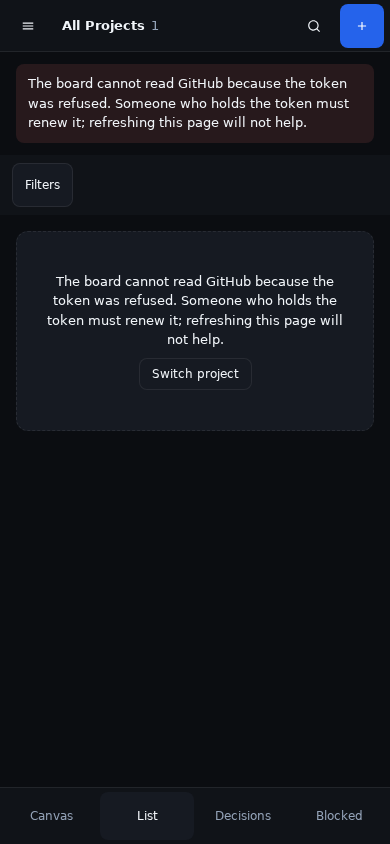 All Projects 1
The board cannot read GitHub because the token
was refused. Someone who holds the token must
renew it; refreshing this page will not help.
Filters
The board cannot read GitHub because the
token was refused. Someone who holds the
token must renew it; refreshing this page will
not help.
Switch project
Canvas List Decisions Blocked